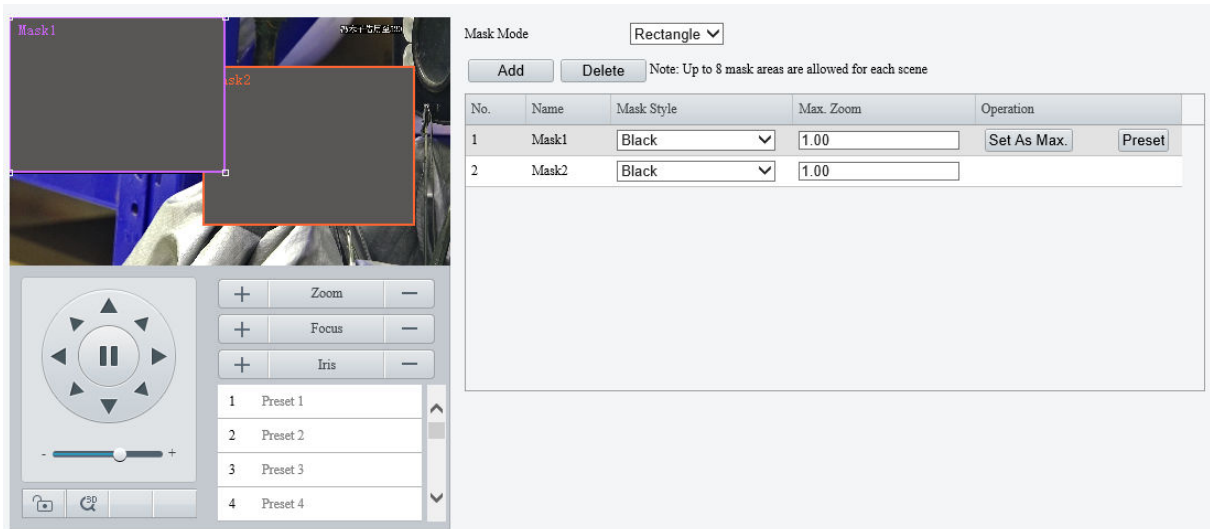 Mask1
ask2
Mask Mode Rectangle
Add Delete Note: Up to 8 mask areas are allowed for each scene
No. Name Mask Style Max. Zoom Operation
1 Mask1 Black 1.00 Set As Max. Preset
2 Mask2 Black 1.00
+ Zoom −
+ Focus −
+ Iris −
1 Preset 1
2 Preset 2
3 Preset 3
4 Preset 4
- +
3D